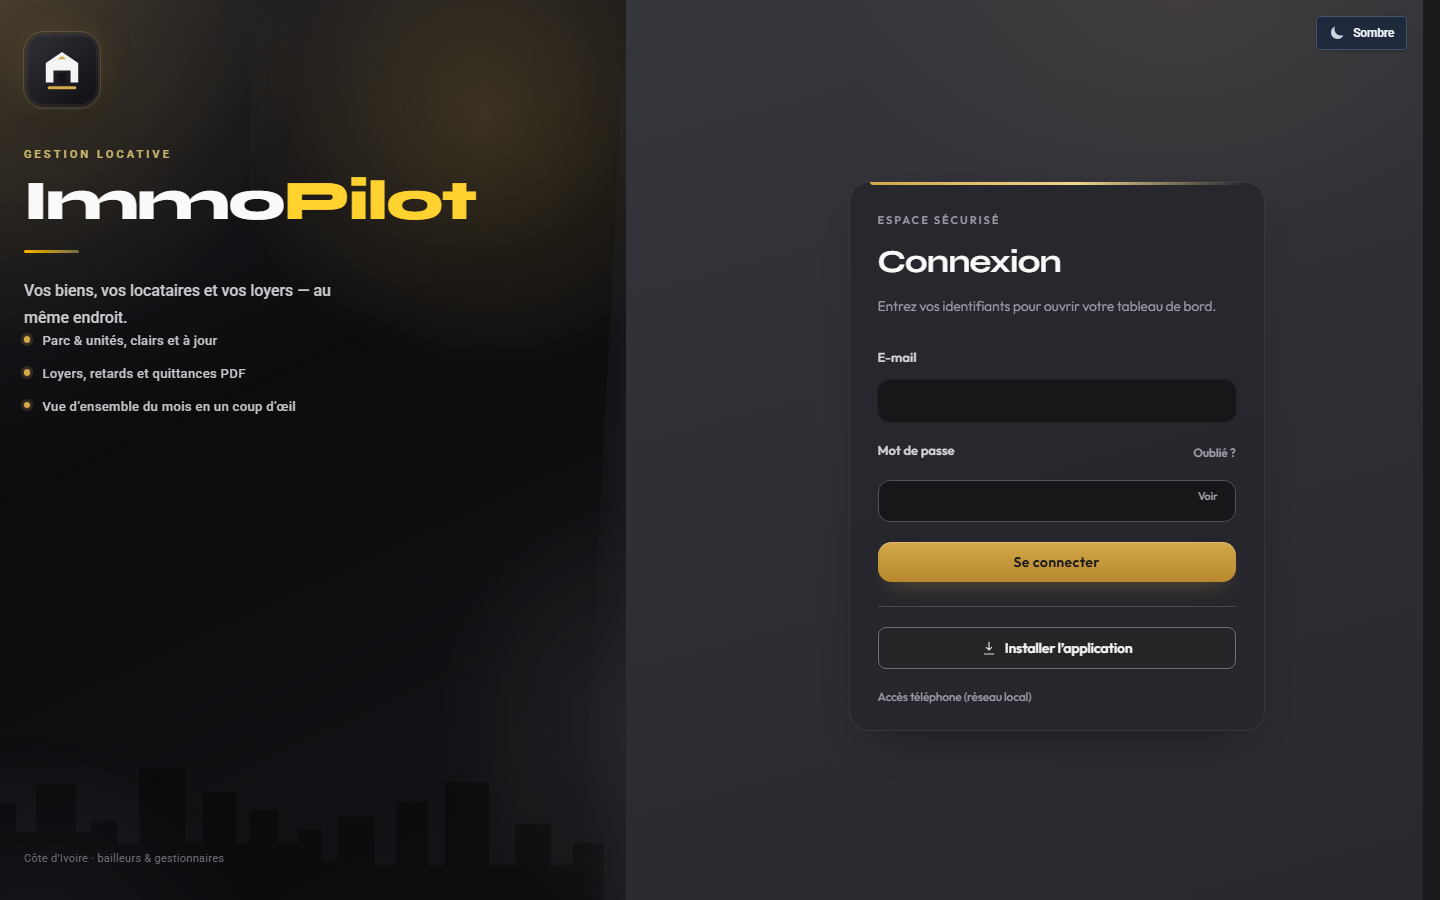 GESTION LOCATIVE
ImmoPilot
Vos biens, vos locataires et vos loyers — au
même endroit.
Parc & unités, clairs et à jour
Loyers, retards et quittances PDF
Vue d’ensemble du mois en un coup d’œil
Côte d'Ivoire · bailleurs & gestionnaires
Sombre
ESPACE SÉCURISÉ
Connexion
Entrez vos identifiants pour ouvrir votre tableau de bord.
E-mail
Mot de passe
Oublié ?
Voir
Se connecter
Installer l’application
Accès téléphone (réseau local)